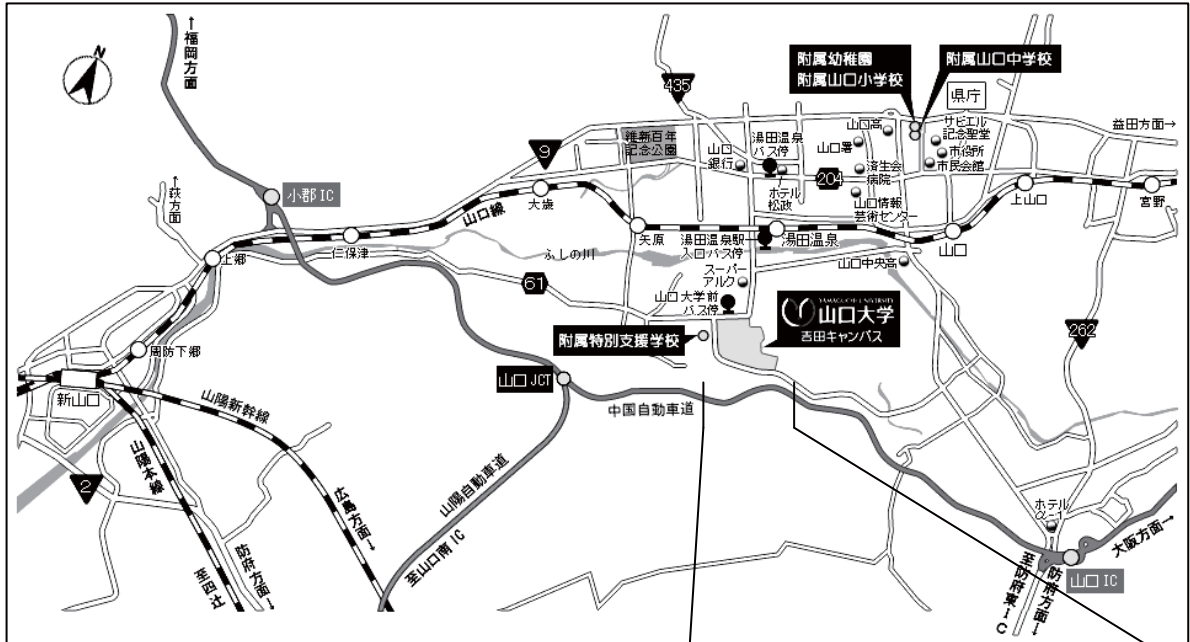 N
←福岡方面
435
附属幼稚園
附属山口小学校
附属山口中学校
県庁
益田方面→
サビエル
記念聖堂
市役所
市民会館
山口高
山口署
済生会
病院
204
山口情報
芸術センター
湯田温泉
バス停
山口
銀行
ホテル
松政
維新百年
記念公園
9
小郡IC
←萩方面
大歳
山口線
矢原
湯田温泉駅
入口バス停
湯田温泉
山口
上山口
宮野
上郷
仁保津
ふしの川
61
スーパー
アルク
山口大学前
バス停
山口中央高
YAMAGUCHI UNIVERSITY
山口大学
吉田キャンパス
262
附属特別支援学校
周防下郷
新山口
山陽新幹線
山口JCT
中国自動車道
山陽本線
2
山陽自動車道
広島方面→
至山口南IC
防府方面→
至四辻
ホテル
α-1
大阪方面→
山口IC
防府方面→
至防府東IC